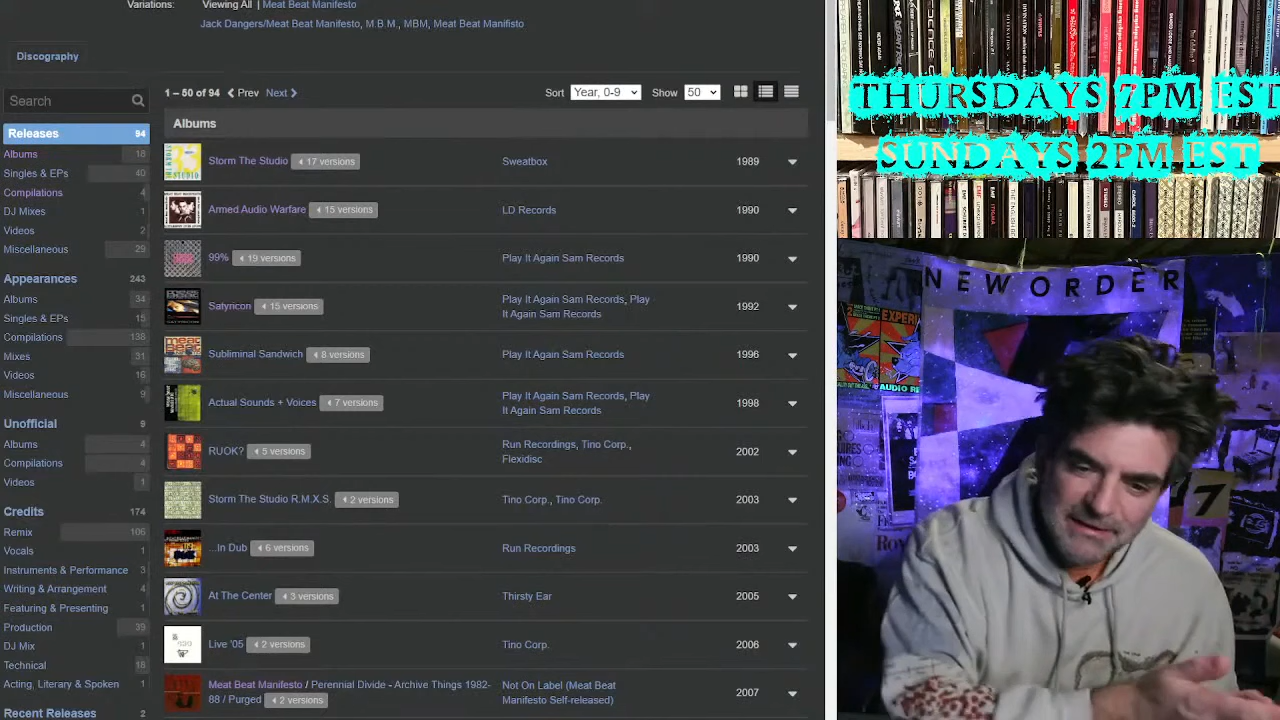 Variations: Viewing All | Meat Beat Manifesto
Jack Dangers/Meat Beat Manifesto, M.B.M., MBM, Meat Beat Manifisto
Discography
Search
1 – 50 of 94 Prev Next
Sort Year, 0-9 Show 50
Releases 94
Albums 18
Singles & EPs 40
Compilations 4
DJ Mixes 1
Videos 2
Miscellaneous 29
Appearances 243
Albums 34
Singles & EPs 15
Compilations 138
Mixes 31
Videos 16
Miscellaneous 9
Unofficial 9
Albums 4
Compilations 4
Videos 1
Credits 174
Remix 106
Vocals 1
Instruments & Performance 3
Writing & Arrangement 4
Featuring & Presenting 1
Production 39
DJ Mix 1
Technical 18
Acting, Literary & Spoken 1
Recent Releases 2
Albums
Storm The Studio 17 versions Sweatbox 1989
Armed Audio Warfare 15 versions LD Records 1990
99% 19 versions Play It Again Sam Records 1990
Satyricon 15 versions Play It Again Sam Records, Play It Again Sam Records 1992
Subliminal Sandwich 8 versions Play It Again Sam Records 1996
Actual Sounds + Voices 7 versions Play It Again Sam Records, Play It Again Sam Records 1998
RUOK? 5 versions Run Recordings, Tino Corp., Flexidisc 2002
Storm The Studio R.M.X.S. 2 versions Tino Corp., Tino Corp. 2003
...In Dub 6 versions Run Recordings 2003
At The Center 3 versions Thirsty Ear 2005
Live '05 2 versions Tino Corp. 2006
Meat Beat Manifesto / Perennial Divide - Archive Things 1982-88 / Purged 2 versions Not On Label (Meat Beat Manifesto Self-released) 2007
THURSDAYS 7PM EST
SUNDAYS 2PM EST
NEW ORDER
EXPERI
AUDIO RE
7